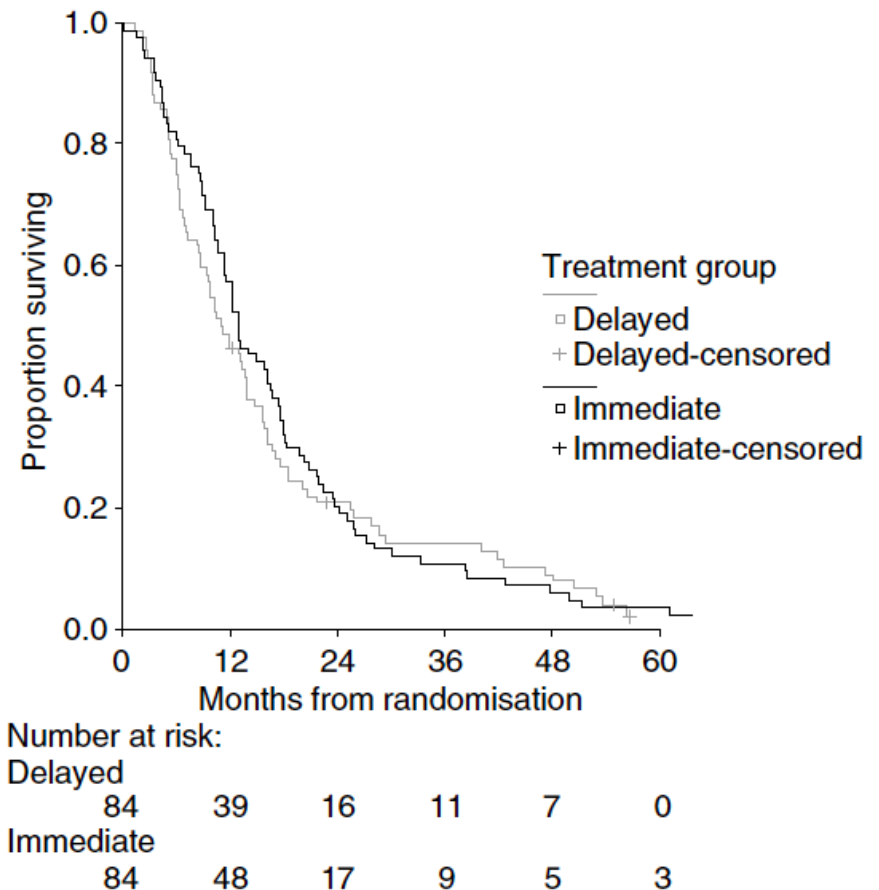 1.0
0.8
0.6
0.4
0.2
0.0
Proportion surviving
0 12 24 36 48 60
Months from randomisation
Treatment group
Delayed
Delayed-censored
Immediate
Immediate-censored
Number at risk:
Delayed
84 39 16 11 7 0
Immediate
84 48 17 9 5 3